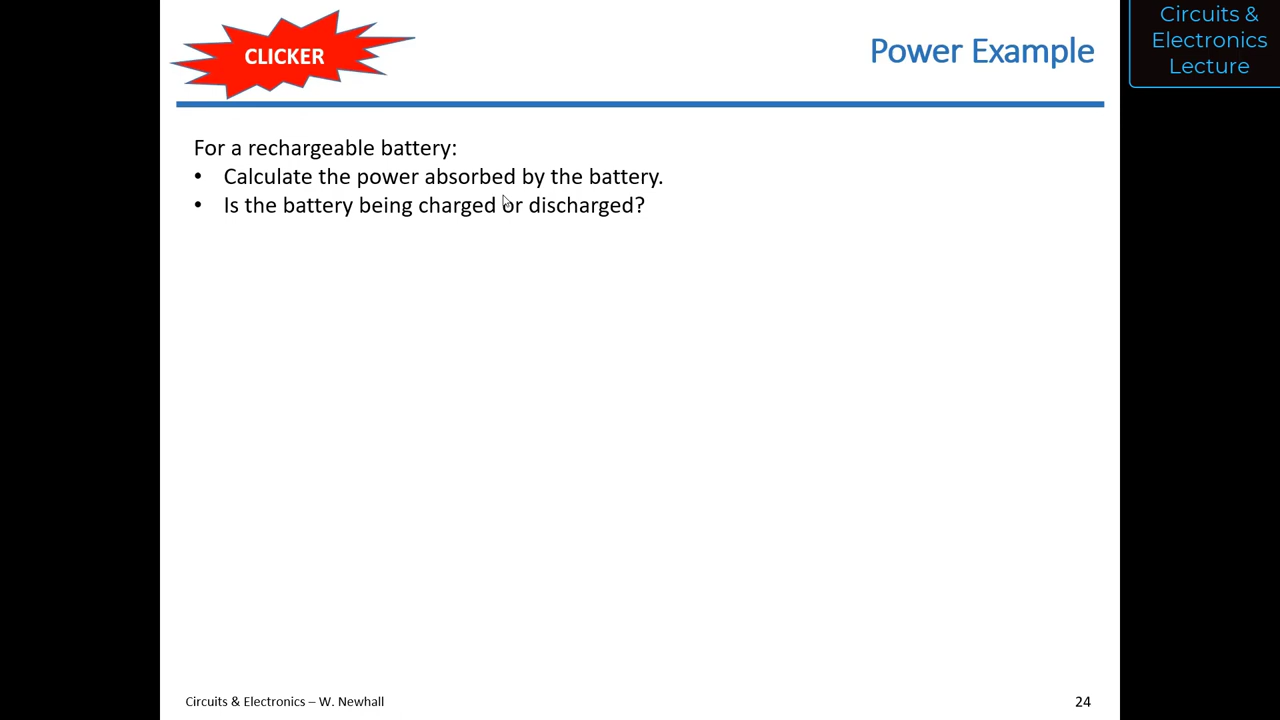 CLICKER
Power Example
Circuits &
Electronics
Lecture
For a rechargeable battery:
• Calculate the power absorbed by the battery.
• Is the battery being charged or discharged?
Circuits & Electronics – W. Newhall
24